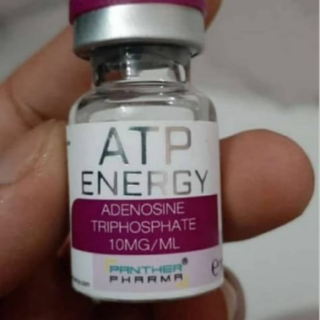 ATP
ENERGY
ADENOSINE
TRIPHOSPHATE
10MG/ML
PANTHER®
PHARMA